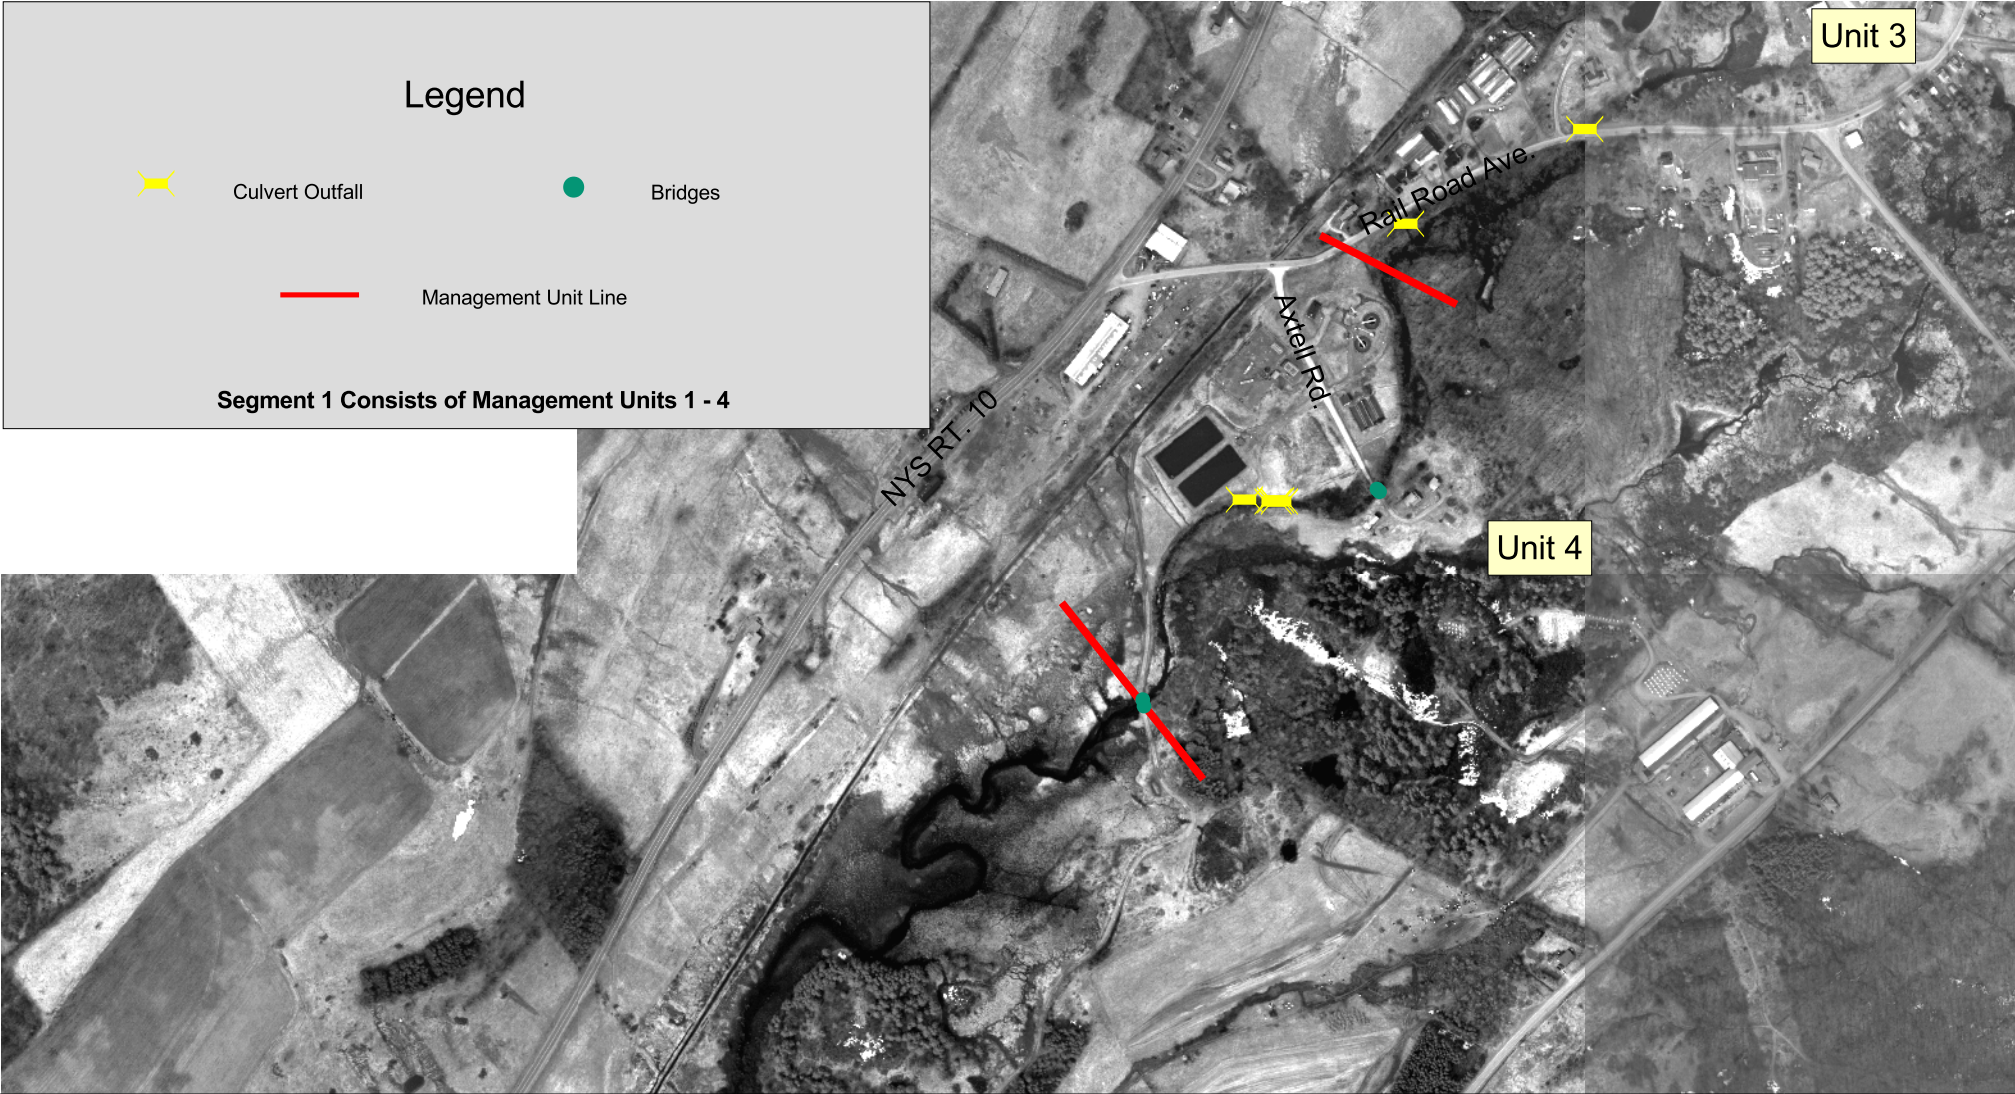 Legend
Culvert Outfall
Bridges
Management Unit Line
Segment 1 Consists of Management Units 1 - 4
Unit 3
Rail Road Ave.
Axtell Rd.
NYS RT. 10
Unit 4